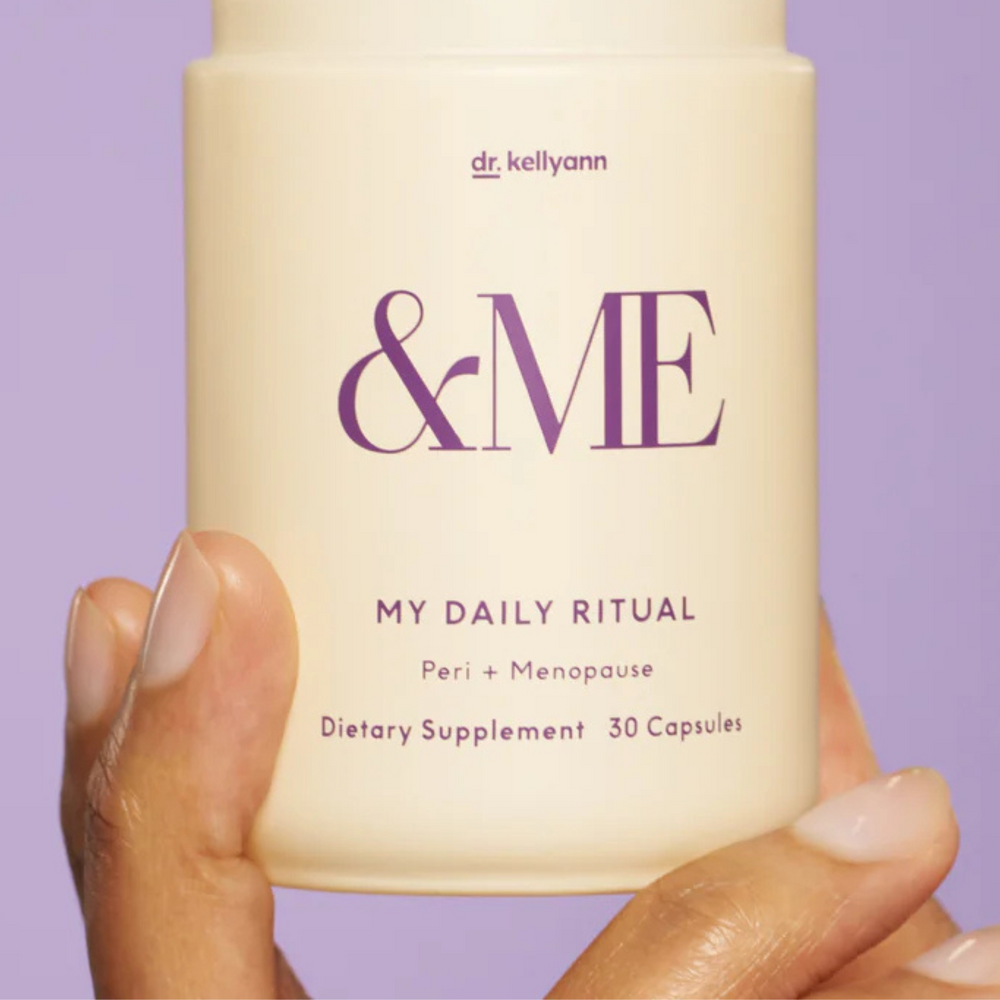 dr. kellyann
&ME
MY DAILY RITUAL
Peri + Menopause
Dietary Supplement 30 Capsules